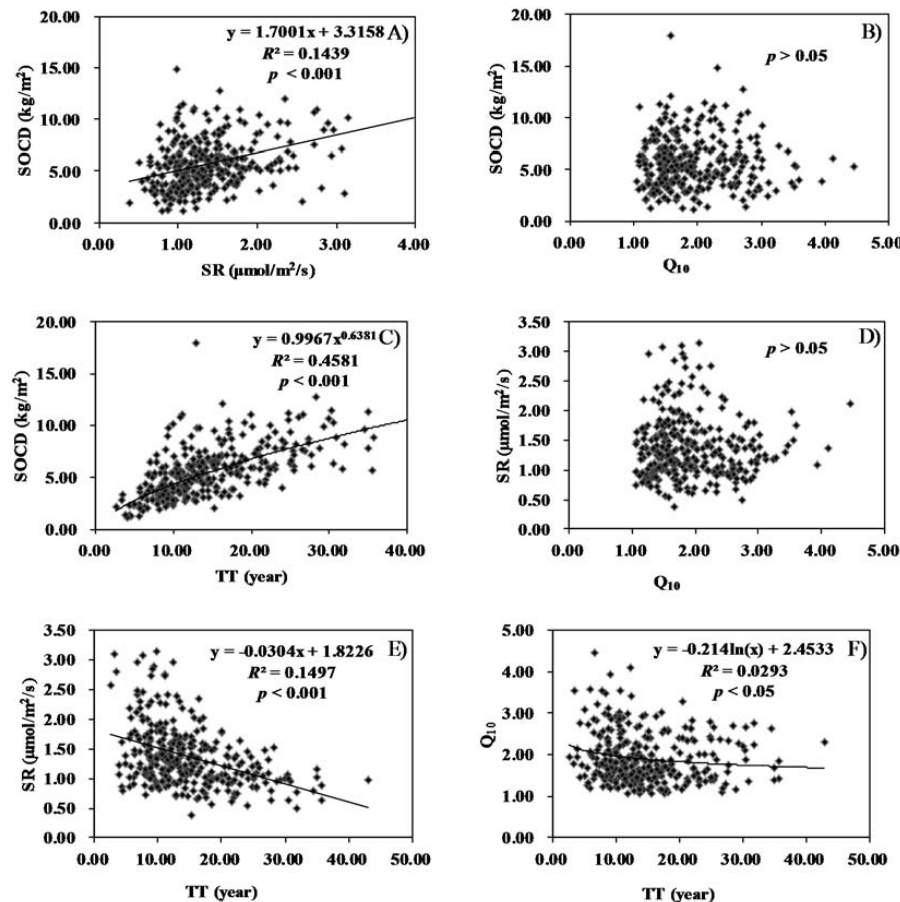 y = 1.7001x + 3.3158 A)
R² = 0.1439
p < 0.001
SOCD (kg/m²)
20.00
15.00
10.00
5.00
0.00
0.00 1.00 2.00 3.00 4.00
SR (μmol/m²/s)
B)
p > 0.05
SOCD (kg/m²)
20.00
15.00
10.00
5.00
0.00
0.00 1.00 2.00 3.00 4.00 5.00
Q₁₀
y = 0.9967x⁰·⁶³⁸¹ C)
R² = 0.4581
p < 0.001
SOCD (kg/m²)
20.00
15.00
10.00
5.00
0.00
0.00 10.00 20.00 30.00 40.00
TT (year)
D)
p > 0.05
SR (μmol/m²/s)
3.50
3.00
2.50
2.00
1.50
1.00
0.50
0.00
0.00 1.00 2.00 3.00 4.00 5.00
Q₁₀
y = -0.0304x + 1.8226 E)
R² = 0.1497
p < 0.001
SR (μmol/m²/s)
3.50
3.00
2.50
2.00
1.50
1.00
0.50
0.00
0.00 10.00 20.00 30.00 40.00 50.00
TT (year)
y = -0.214ln(x) + 2.4533 F)
R² = 0.0293
p < 0.05
Q₁₀
5.00
4.00
3.00
2.00
1.00
0.00
0.00 10.00 20.00 30.00 40.00 50.00
TT (year)